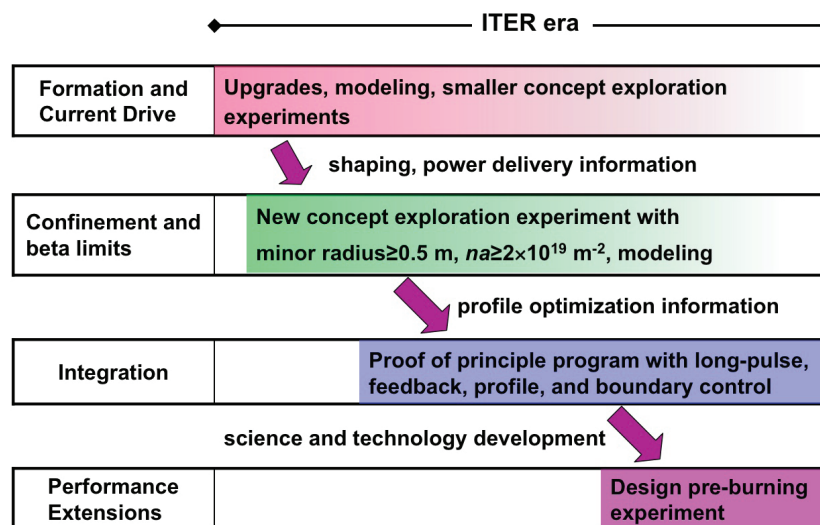 ITER era
Formation and
Current Drive
Upgrades, modeling, smaller concept exploration
experiments
shaping, power delivery information
Confinement and
beta limits
New concept exploration experiment with
minor radius≥0.5 m, na≥2×10¹⁹ m⁻², modeling
profile optimization information
Integration
Proof of principle program with long-pulse,
feedback, profile, and boundary control
science and technology development
Performance
Extensions
Design pre-burning
experiment